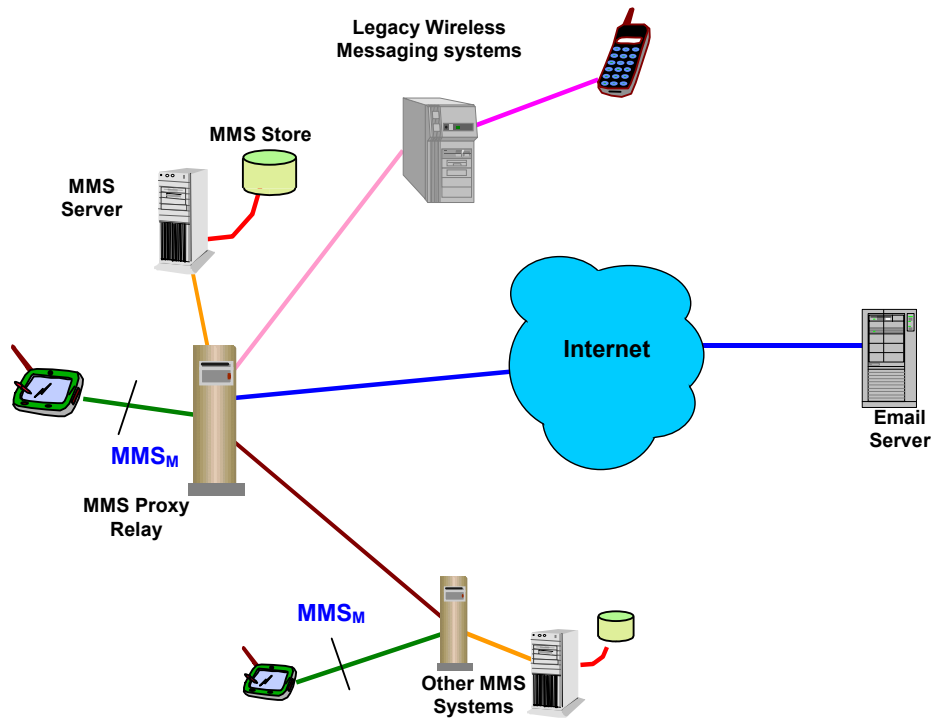 Legacy Wireless
Messaging systems
MMS Store
MMS
Server
Internet
Email
Server
MMSM
MMS Proxy
Relay
MMSM
Other MMS
Systems